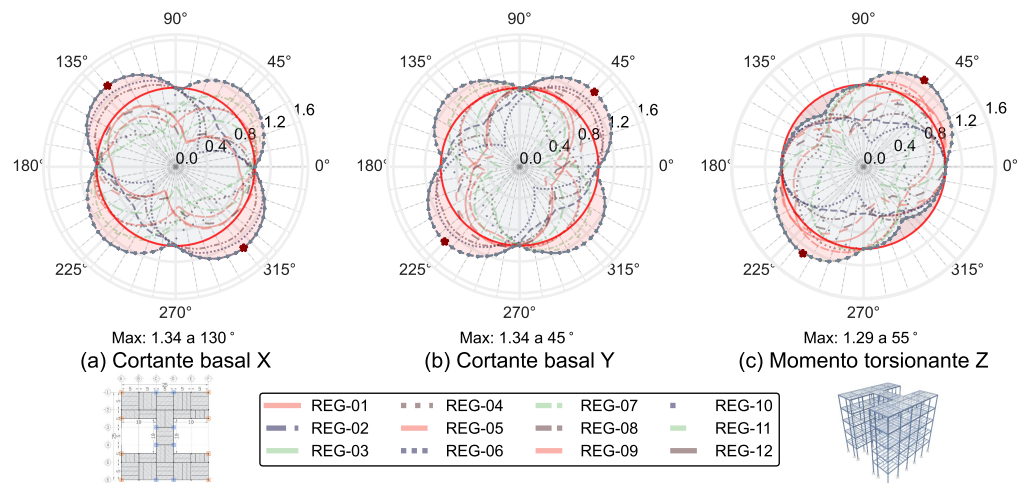 90° 90° 90°
135° 45° 135° 45° 135° 45°
1.6 1.6 1.6
1.2 1.2 1.2
0.8 0.8 0.8
0.4 0.4 0.4
180° 0.0 0° 180° 0.0 0° 180° 0.0 0°
225° 315° 225° 315° 225° 315°
270° 270° 270°
Max: 1.34 a 130° Max: 1.34 a 45° Max: 1.29 a 55°
(a) Cortante basal X (b) Cortante basal Y (c) Momento torsionante Z
REG-01 REG-04 REG-07 REG-10
REG-02 REG-05 REG-08 REG-11
REG-03 REG-06 REG-09 REG-12